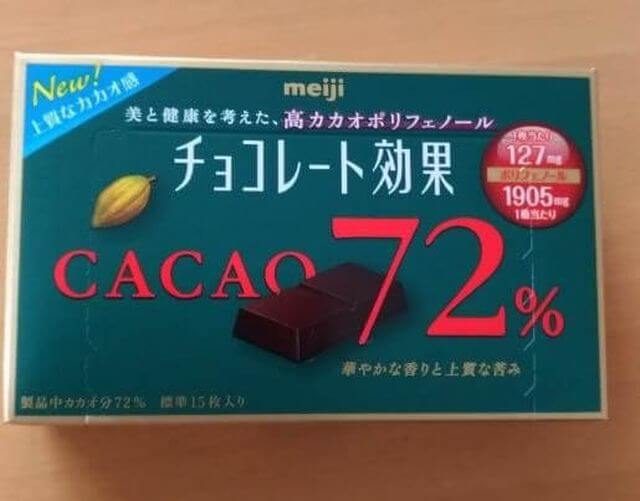 New!
上質なカカオ感
meiji
美と健康を考えた、高カカオポリフェノール
チョコレート効果
1枚当たり
127mg
ポリフェノール
1905mg
1箱当たり
CACAO 72%
華やかな香りと上質な苦み
製品中カカオ分72% 標準15枚入り